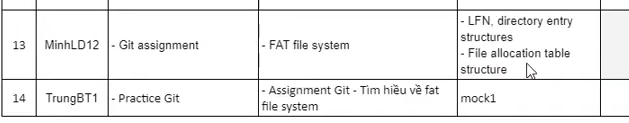 13 MinhLD12 - Git assignment - FAT file system - LFN, directory entry
structures
- File allocation table
structure
14 TrungBT1 - Practice Git - Assignment Git - Tìm hiểu về fat
file system mock1